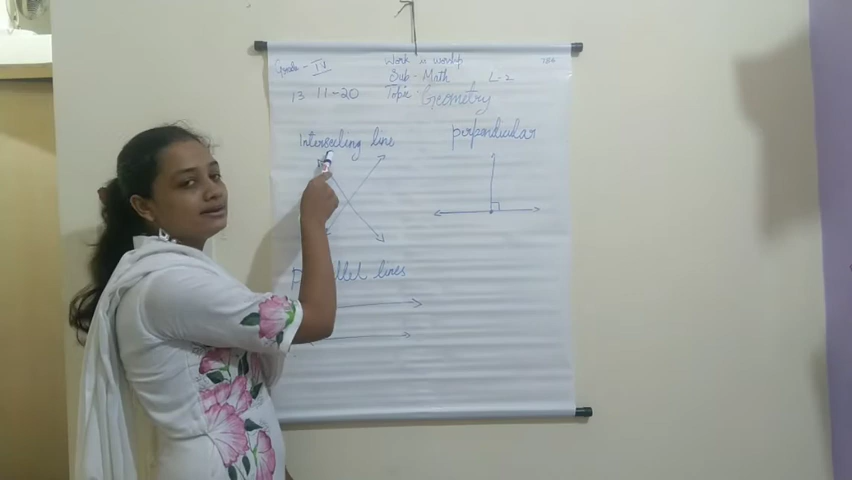 Grade - IV
Work is worship
Sub - Math
L-2
13 11-20
Topic: Geometry
Intersecting line
perpendicular
lines